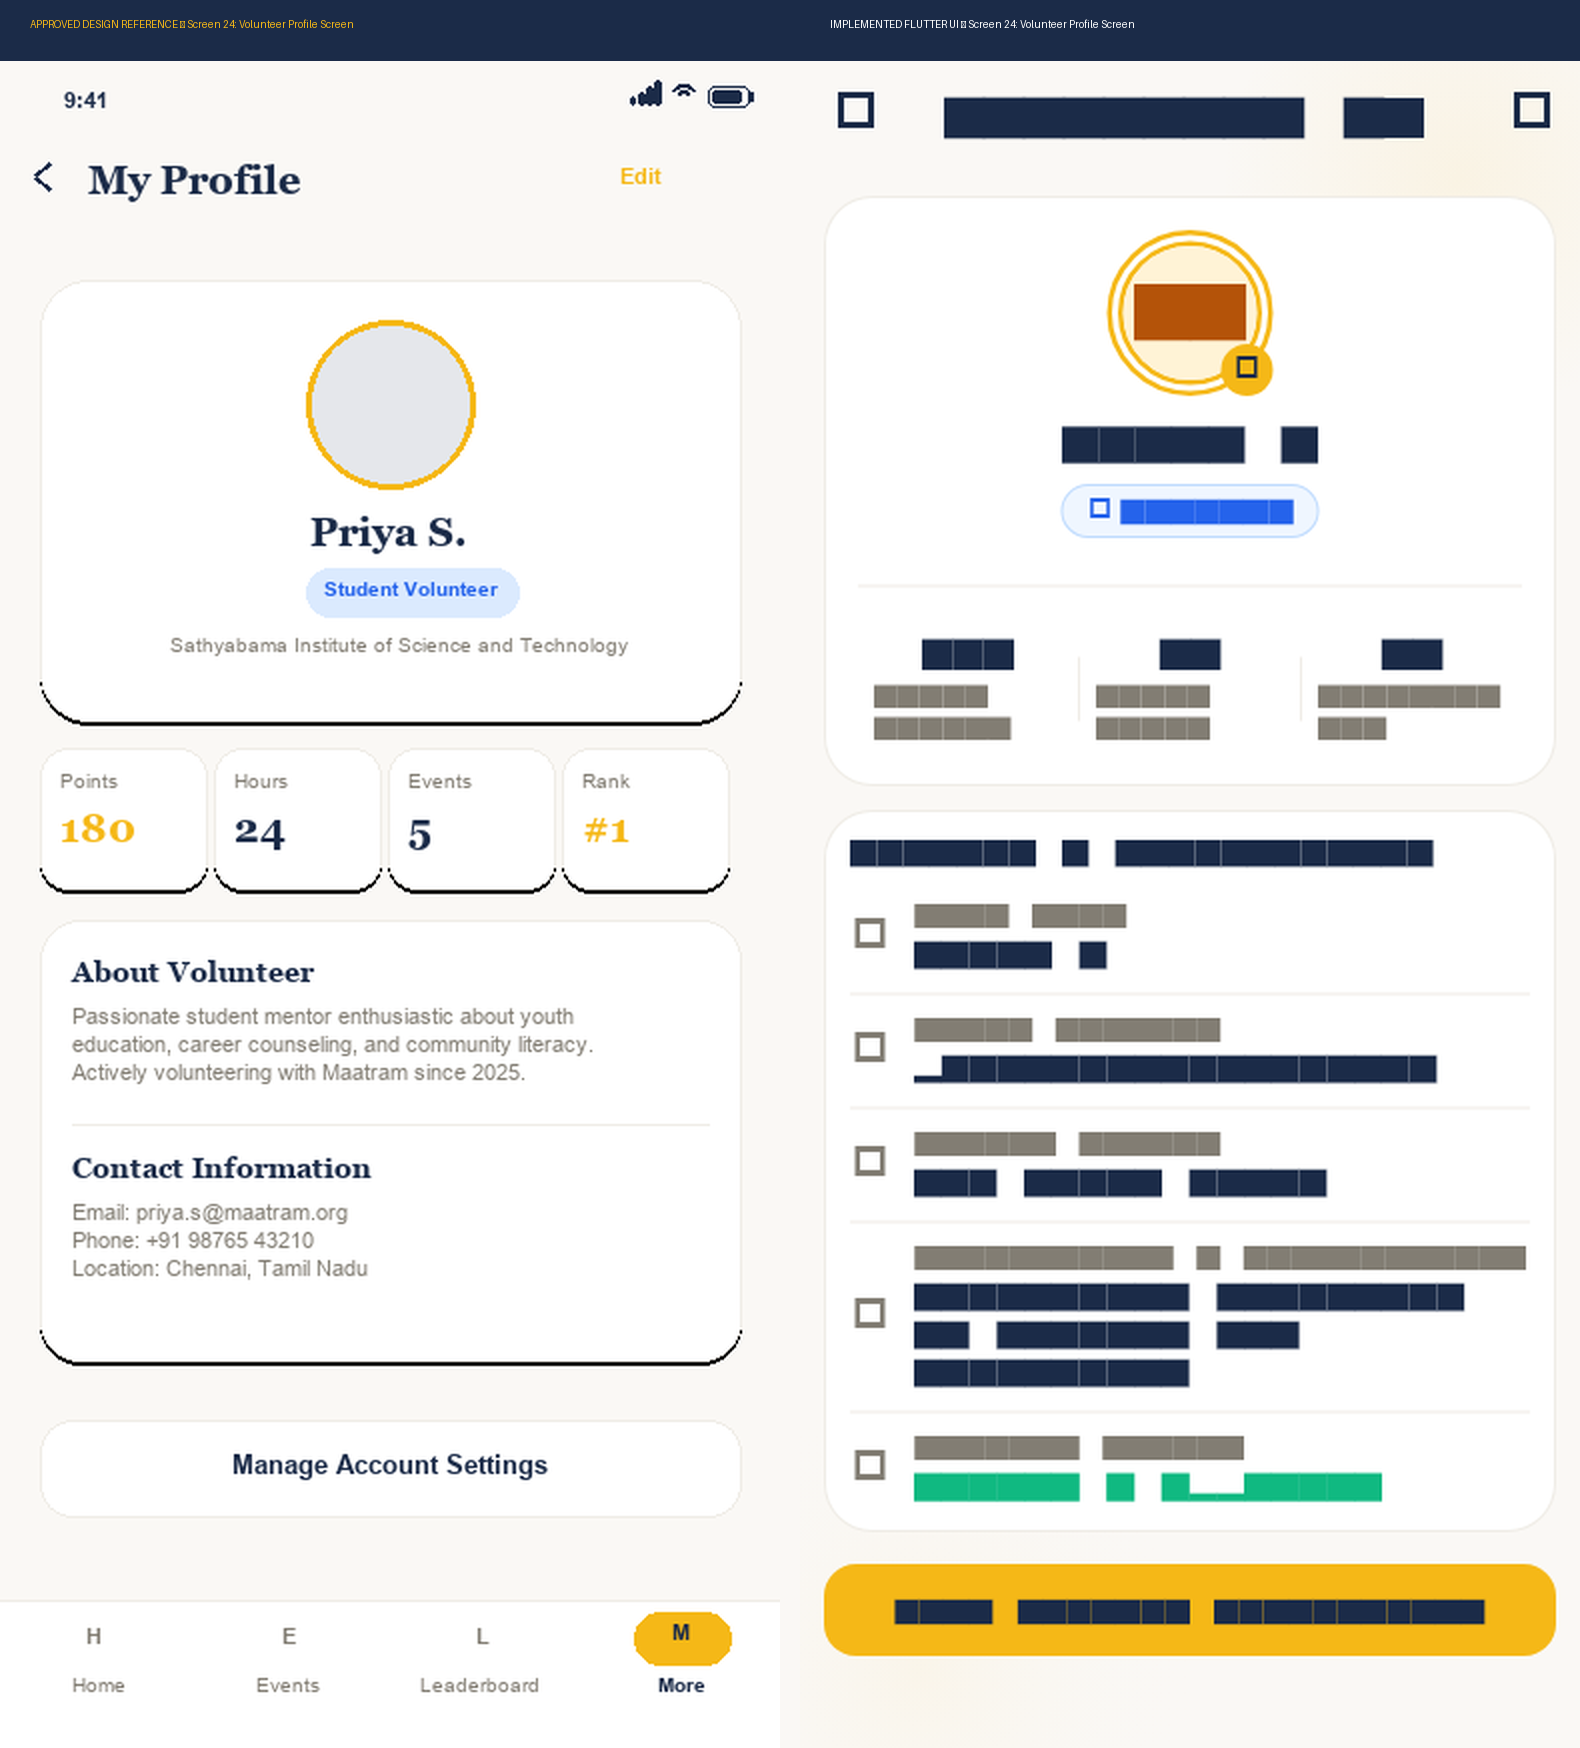 APPROVED DESIGN REFERENCE Screen 24: Volunteer Profile Screen
IMPLEMENTED FLUTTER UI Screen 24: Volunteer Profile Screen
9:41
My Profile
Edit
Priya S.
Student Volunteer
Sathyabama Institute of Science and Technology
Points
180
Hours
24
Events
5
Rank
#1
About Volunteer
Passionate student mentor enthusiastic about youth
education, career counseling, and community literacy.
Actively volunteering with Maatram since 2025.
Contact Information
Email: priya.s@maatram.org
Phone: +91 98765 43210
Location: Chennai, Tamil Nadu
Manage Account Settings
H
Home
E
Events
L
Leaderboard
M
More